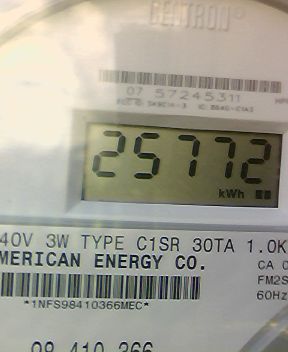 CENTRON®
07 57245311
25772
kWh
40V 3W TYPE C1SR 30TA 1.0K
MERICAN ENERGY CO.
CA 0
FM2S
60Hz
*1NFS98410366MEC*
98 410 366